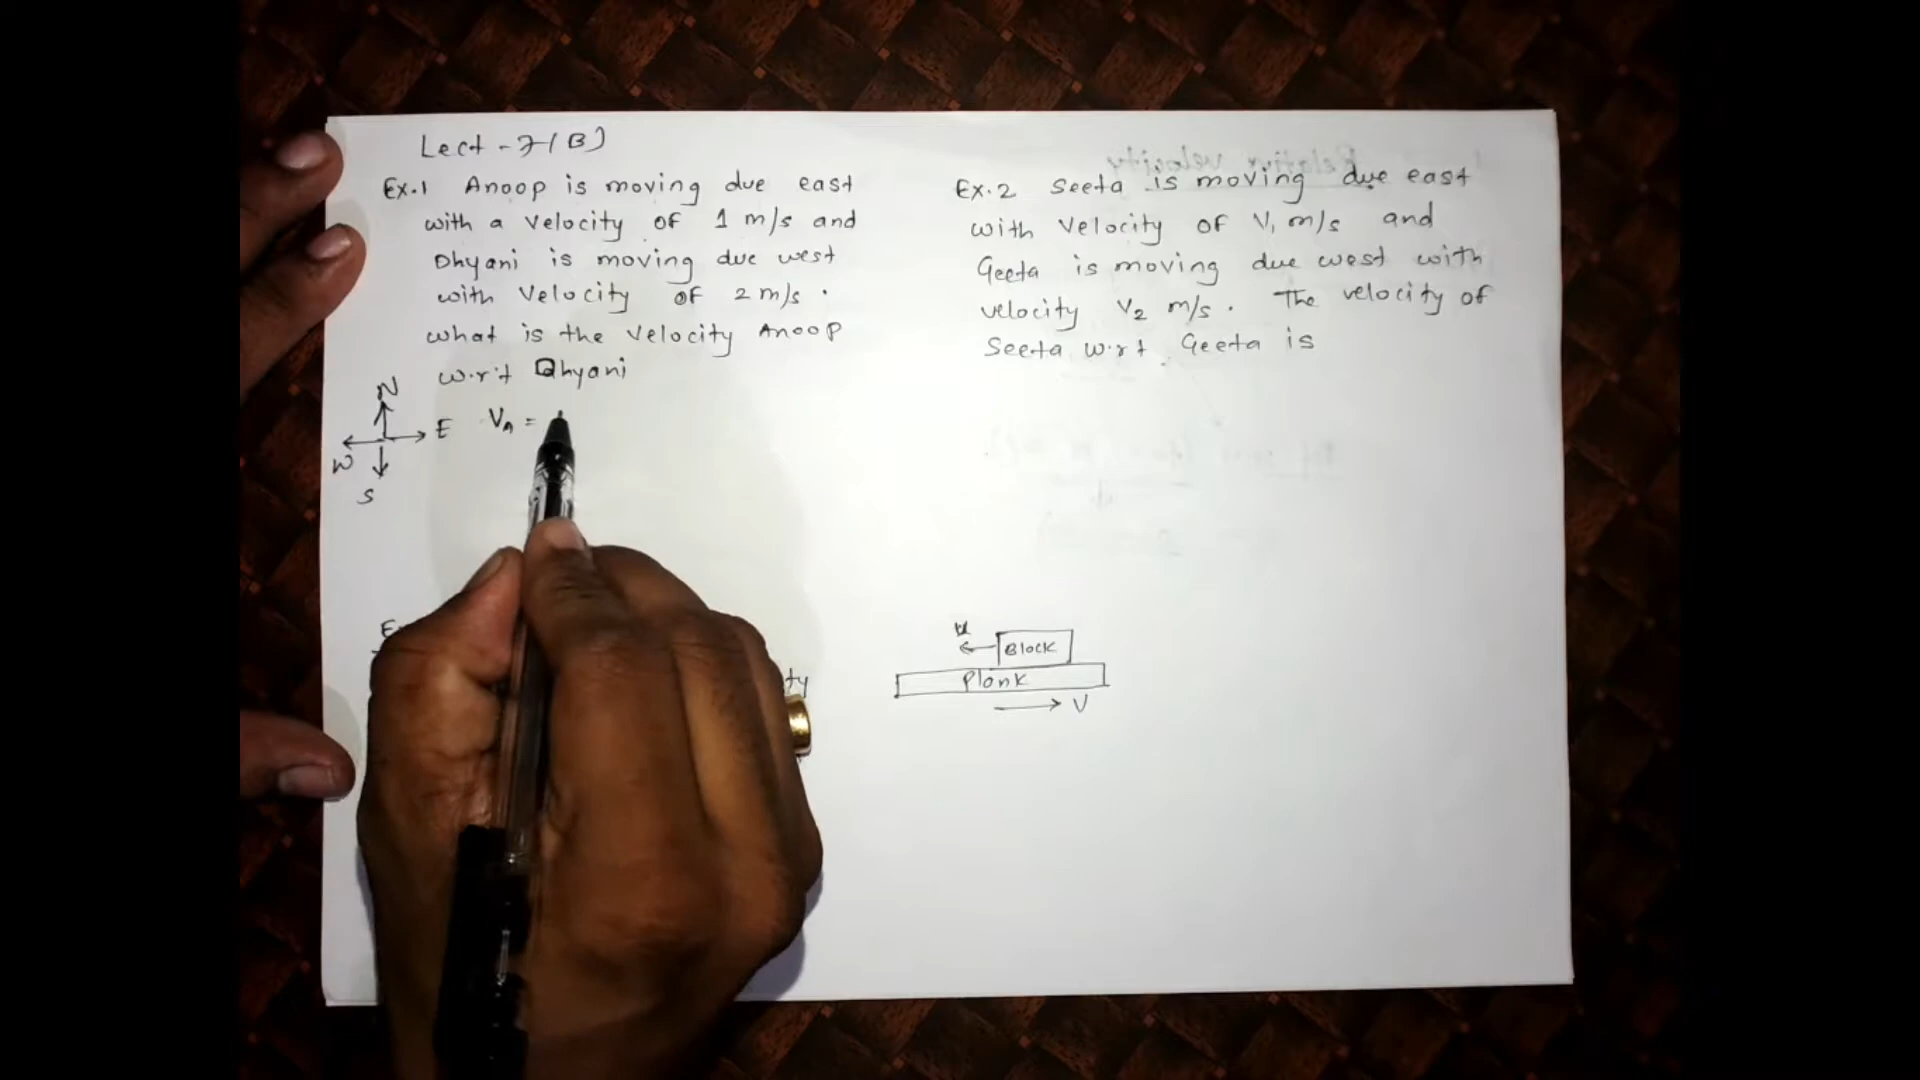 Lect - 7(B)
Ex.1 Anoop is moving due east
with a velocity of 1 m/s and
Dhyani is moving due west
with velocity of 2 m/s.
what is the velocity Anoop
w.r.t Dhyani
N
E
W
S
V_A =
Ex.2 Seeta is moving due east
with velocity of V₁ m/s and
Geeta is moving due west with
velocity V₂ m/s. The velocity of
Seeta w.r.t Geeta is
u
Block
Plank
V